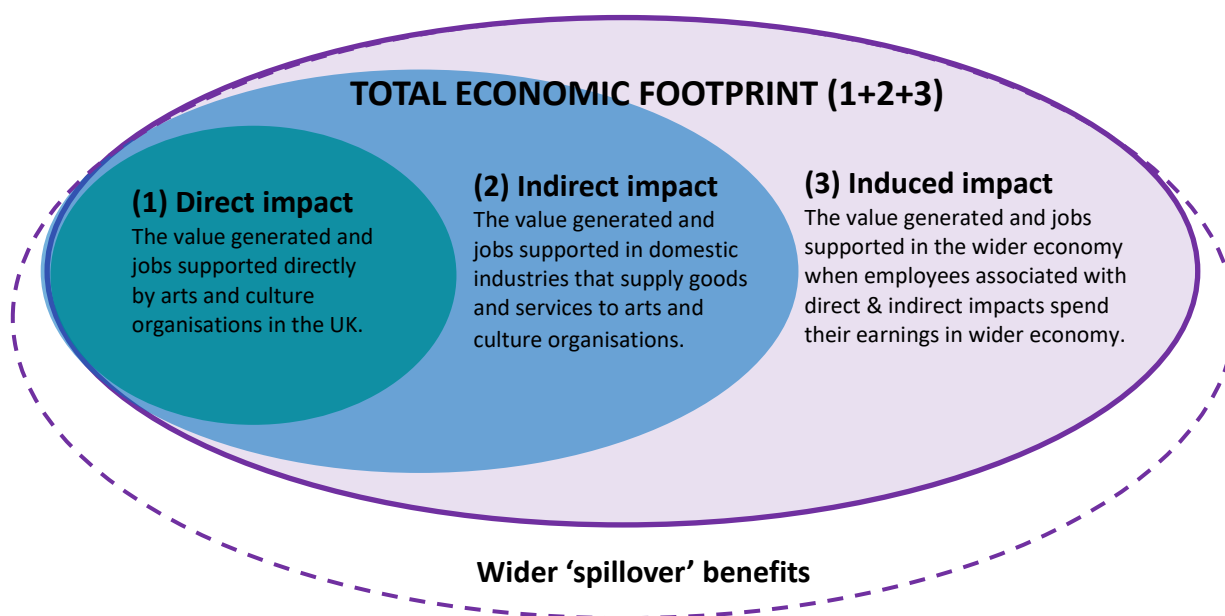 TOTAL ECONOMIC FOOTPRINT (1+2+3)
(1) Direct impact
The value generated and
jobs supported directly
by arts and culture
organisations in the UK.
(2) Indirect impact
The value generated and
jobs supported in domestic
industries that supply goods
and services to arts and
culture organisations.
(3) Induced impact
The value generated and jobs
supported in the wider economy
when employees associated with
direct & indirect impacts spend
their earnings in wider economy.
Wider ‘spillover’ benefits